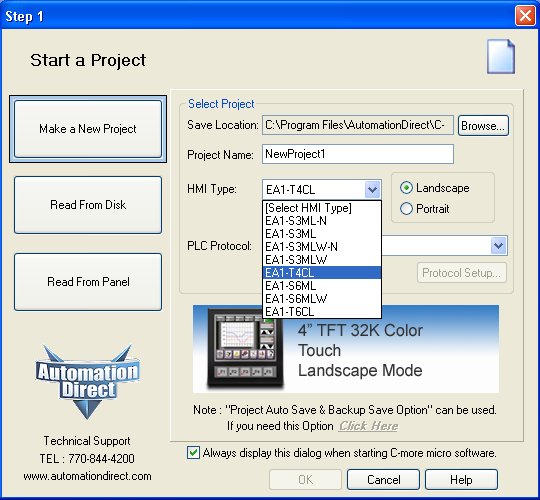 Step 1
Start a Project
Make a New Project
Read From Disk
Read From Panel
Select Project
Save Location: C:\Program Files\AutomationDirect\C- Browse...
Project Name: NewProject1
HMI Type: EA1-T4CL
Landscape
Portrait
[Select HMI Type]
EA1-S3ML-N
EA1-S3ML
EA1-S3MLW-N
EA1-S3MLW
EA1-T4CL
EA1-S6ML
EA1-S6MLW
EA1-T6CL
PLC Protocol:
Protocol Setup...
4” TFT 32K Color
Touch
Landscape Mode
F1 F2 F3 F4 F5
Automation
Direct
Technical Support
TEL : 770-844-4200
www.automationdirect.com
Note : "Project Auto Save & Backup Save Option" can be used.
If you need this Option Click Here
Always display this dialog when starting C-more micro software.
OK Cancel Help